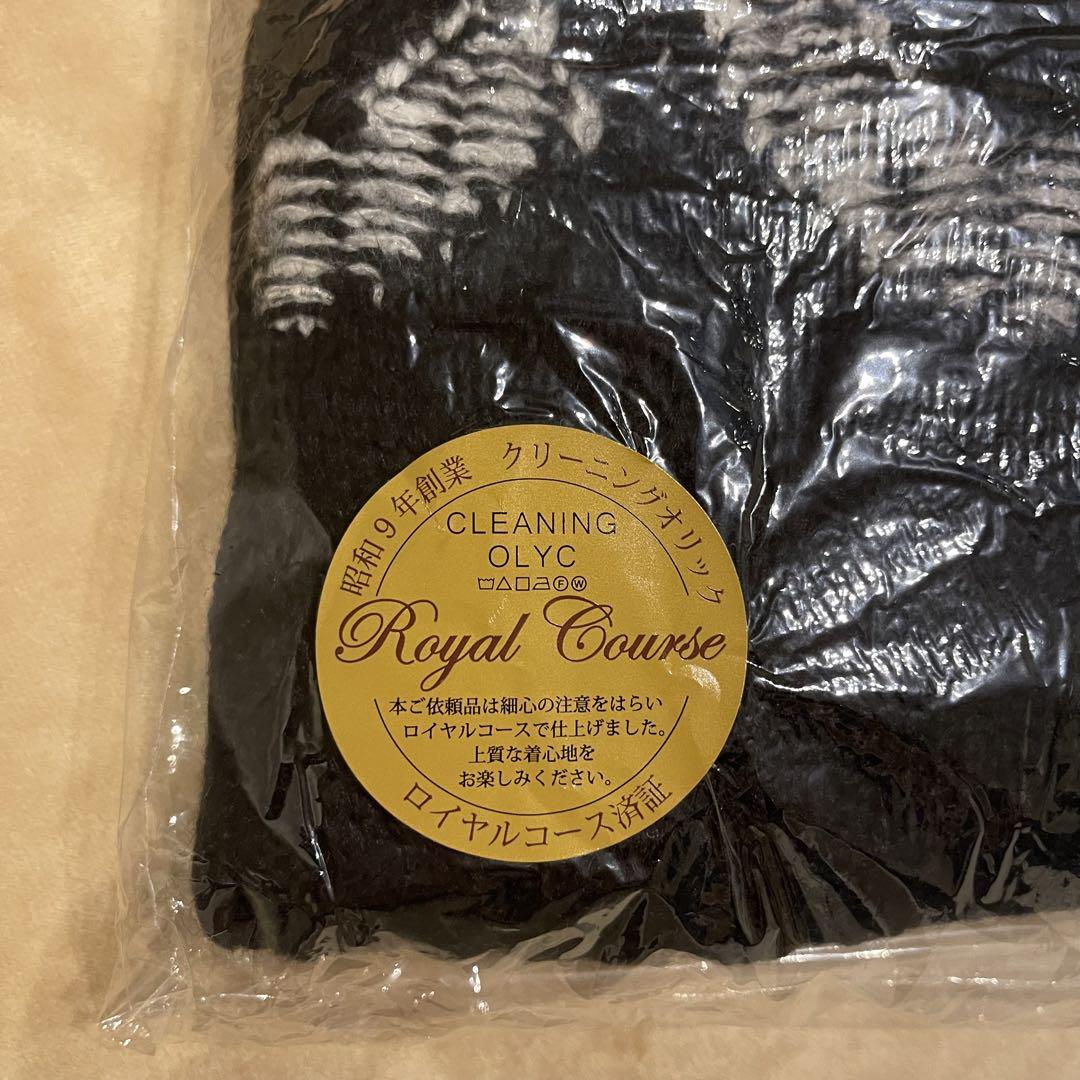 昭和9年創業 クリーニングオリック
CLEANING
OLYC
F W
Royal Course
本ご依頼品は細心の注意をはらい
ロイヤルコースで仕上げました。
上質な着心地を
お楽しみください。
ロイヤルコース済証